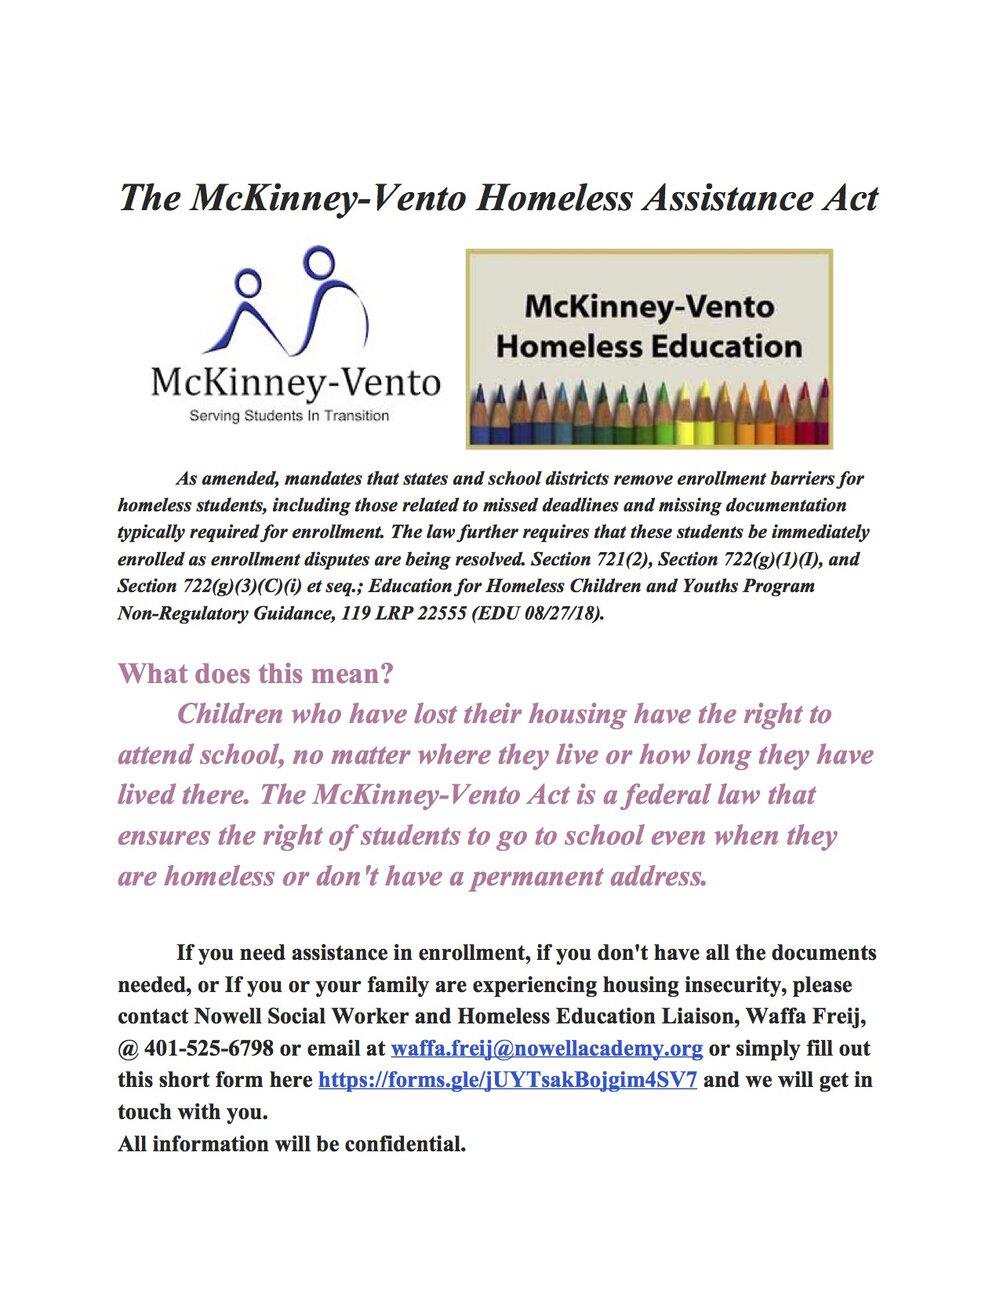 The McKinney-Vento Homeless Assistance Act
McKinney-Vento
Serving Students In Transition
McKinney-Vento
Homeless Education
As amended, mandates that states and school districts remove enrollment barriers for
homeless students, including those related to missed deadlines and missing documentation
typically required for enrollment. The law further requires that these students be immediately
enrolled as enrollment disputes are being resolved. Section 721(2), Section 722(g)(1)(I), and
Section 722(g)(3)(C)(i) et seq.; Education for Homeless Children and Youths Program
Non-Regulatory Guidance, 119 LRP 22555 (EDU 08/27/18).
What does this mean?
Children who have lost their housing have the right to
attend school, no matter where they live or how long they have
lived there. The McKinney-Vento Act is a federal law that
ensures the right of students to go to school even when they
are homeless or don't have a permanent address.
If you need assistance in enrollment, if you don't have all the documents
needed, or If you or your family are experiencing housing insecurity, please
contact Nowell Social Worker and Homeless Education Liaison, Waffa Freij,
@ 401-525-6798 or email at waffa.freij@nowellacademy.org or simply fill out
this short form here https://forms.gle/jUYTsakBojgim4SV7 and we will get in
touch with you.
All information will be confidential.